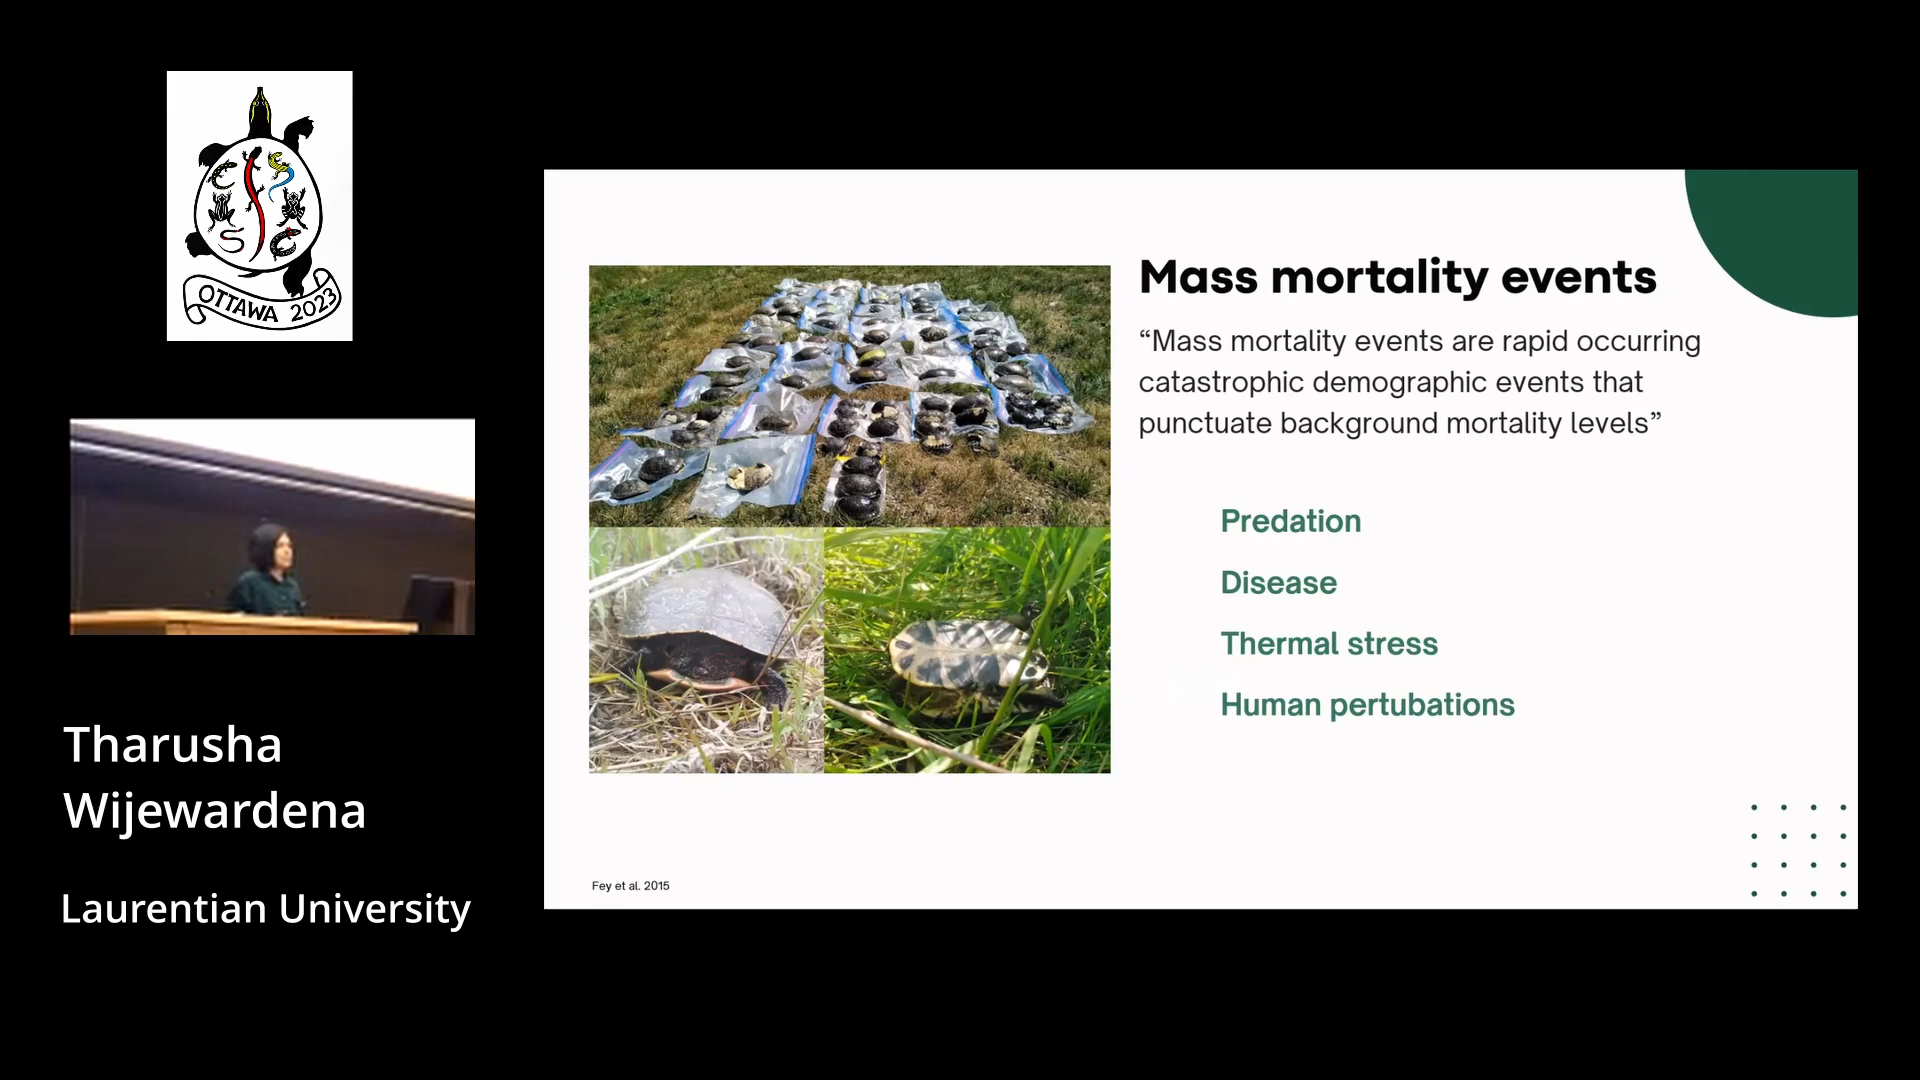 OTTAWA 2023
Tharusha
Wijewardena
Laurentian University
Mass mortality events
“Mass mortality events are rapid occurring
catastrophic demographic events that
punctuate background mortality levels”
Predation
Disease
Thermal stress
Human pertubations
Fey et al. 2015